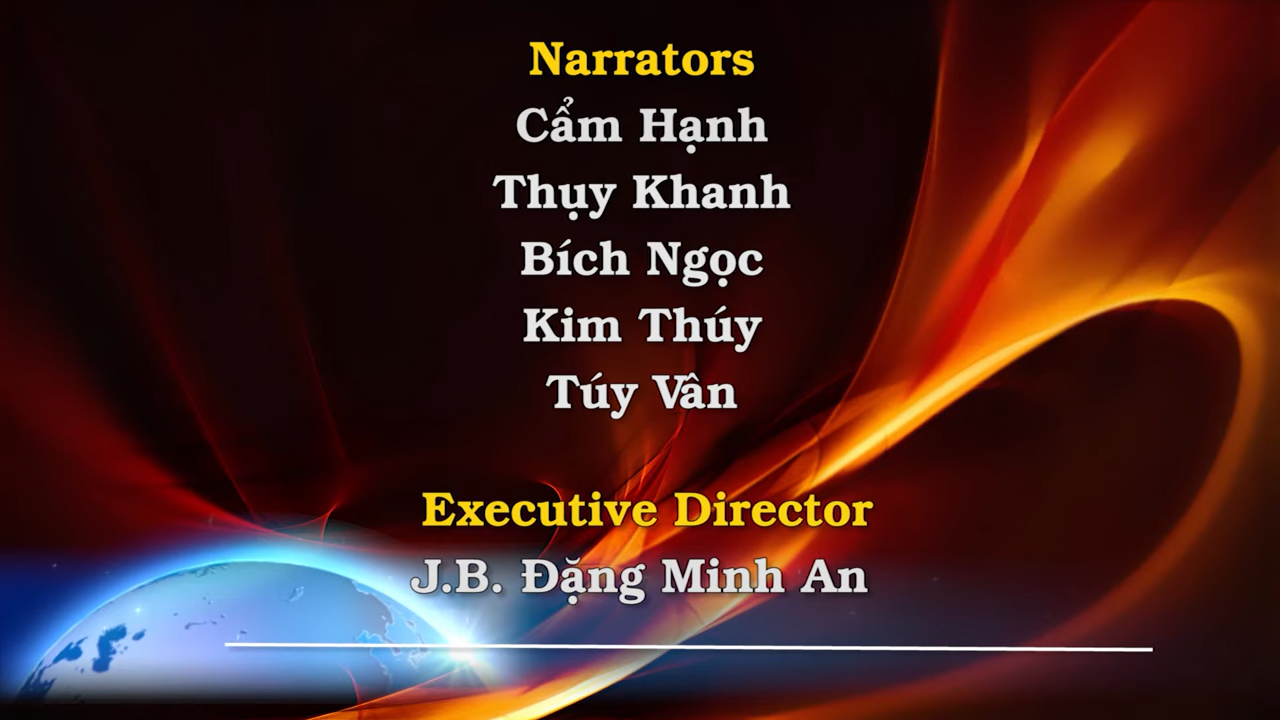 Narrators
Cẩm Hạnh
Thụy Khanh
Bích Ngọc
Kim Thúy
Túy Vân
Executive Director
J.B. Đặng Minh An